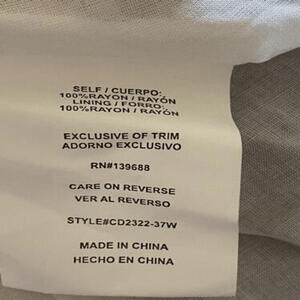 SELF / CUERPO:
100%RAYON / RAYÓN
LINING / FORRO:
100%RAYON / RAYÓN
EXCLUSIVE OF TRIM
ADORNO EXCLUSIVO
RN#139688
CARE ON REVERSE
VER AL REVERSO
STYLE#CD2322-37W
MADE IN CHINA
HECHO EN CHINA